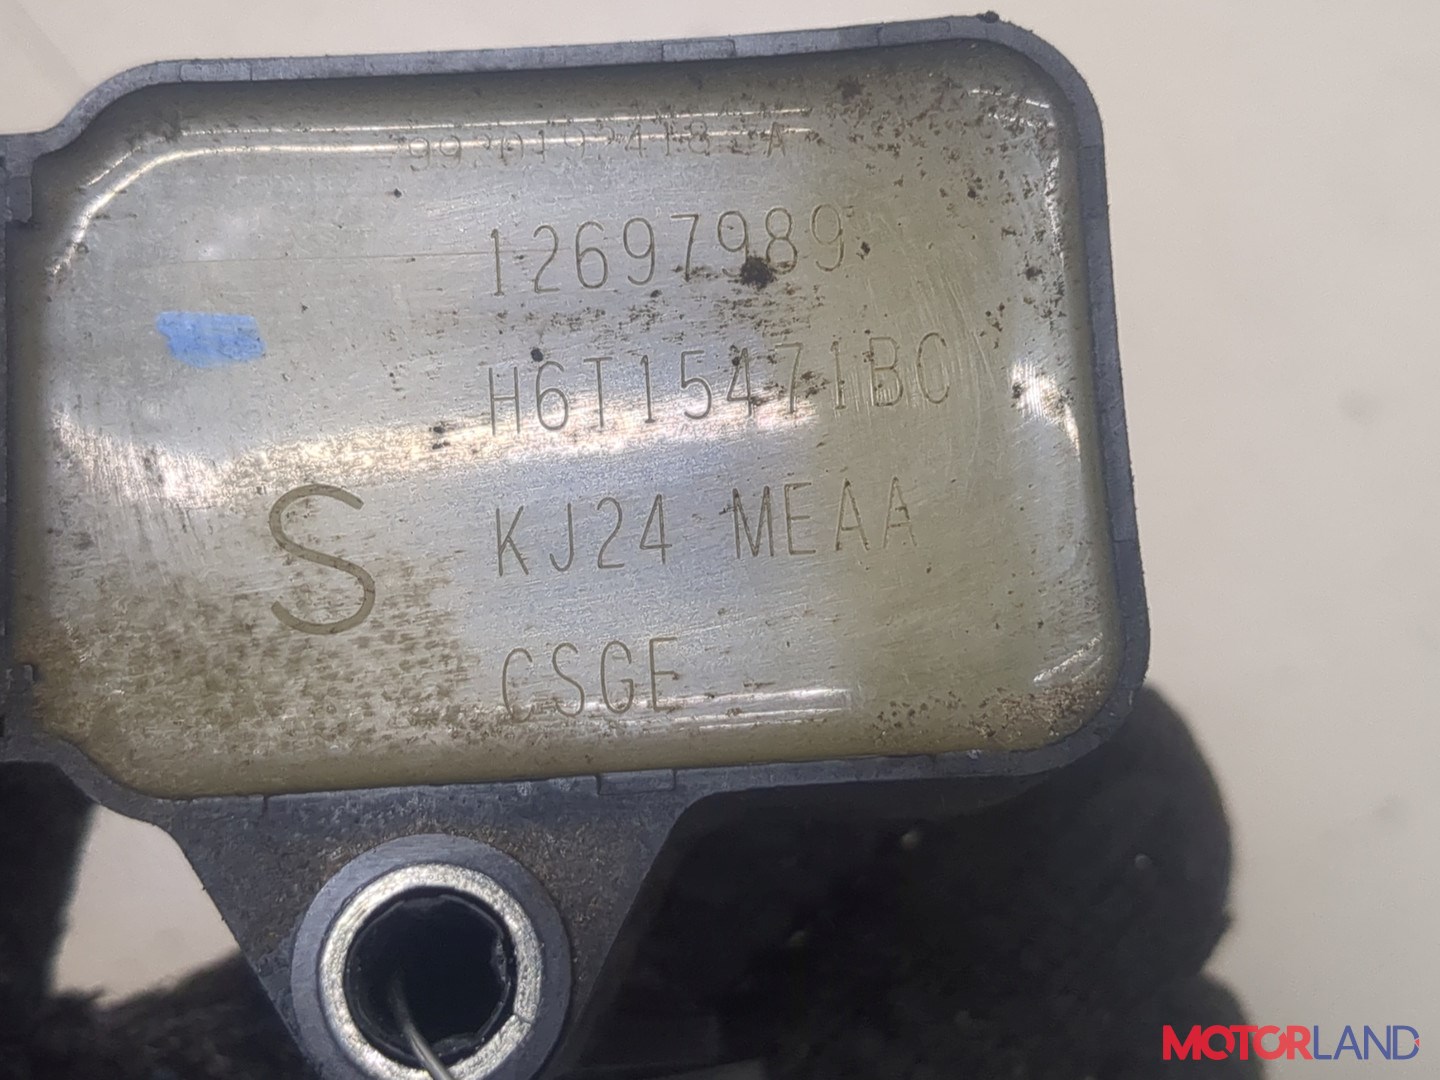 12697989
H6T15471BC
S
KJ24 MEAA
CSGE
MOTORLAND